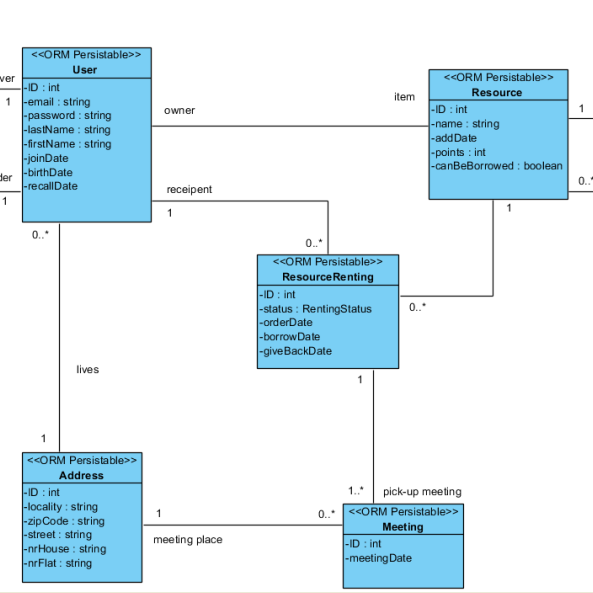 <<ORM Persistable>>
User
-ID : int
-email : string
-password : string
-lastName : string
-firstName : string
-joinDate
-birthDate
-recallDate
ver
1
der
1
owner
item
<<ORM Persistable>>
Resource
-ID : int
-name : string
-addDate
-points : int
-canBeBorrowed : boolean
1
0..*
receipent
1
0..*
0..*
1
<<ORM Persistable>>
ResourceRenting
-ID : int
-status : RentingStatus
-orderDate
-borrowDate
-giveBackDate
0..*
lives
1
1
1..*
pick-up meeting
<<ORM Persistable>>
Address
-ID : int
-locality : string
-zipCode : string
-street : string
-nrHouse : string
-nrFlat : string
1
0..*
meeting place
<<ORM Persistable>>
Meeting
-ID : int
-meetingDate